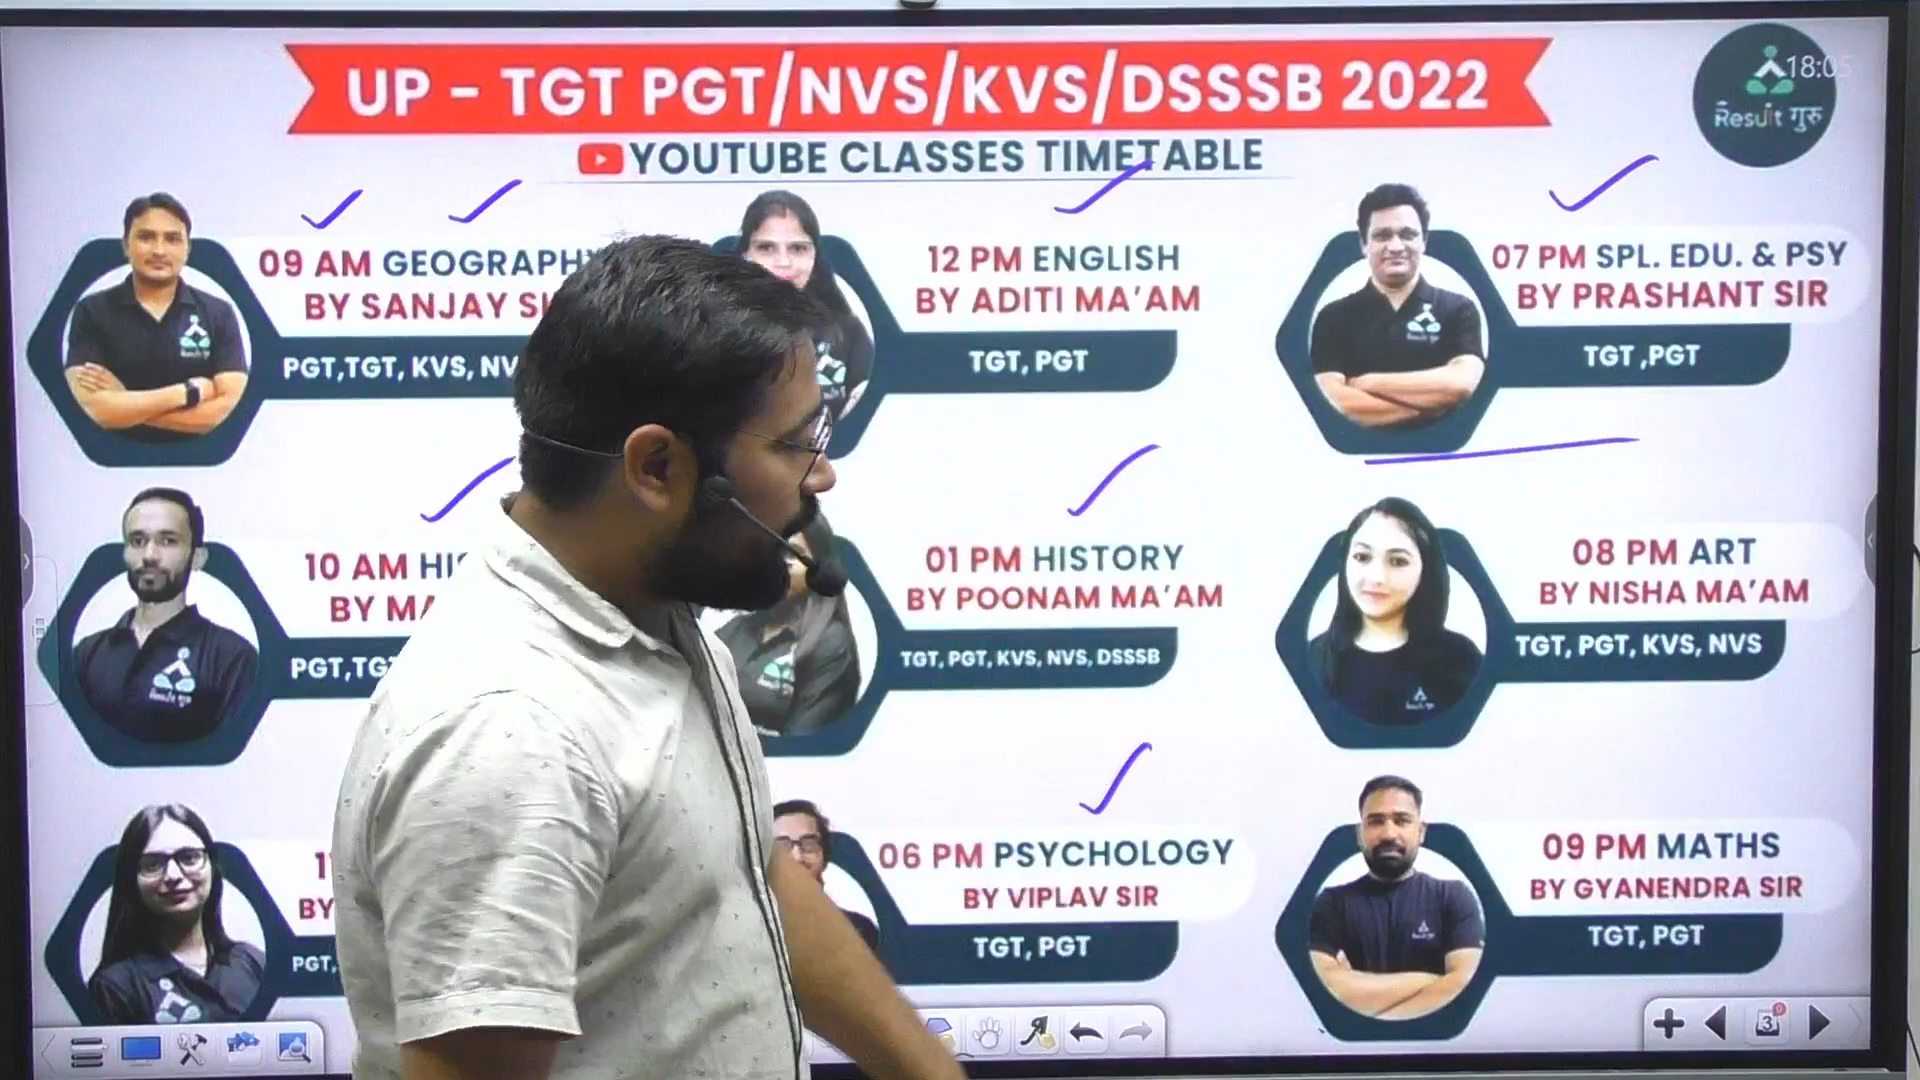 UP - TGT PGT/NVS/KVS/DSSSB 2022
18:05
Result गुरु
YOUTUBE CLASSES TIMETABLE
09 AM GEOGRAPHY
BY SANJAY
PGT,TGT, KVS,
12 PM ENGLISH
BY ADITI MA'AM
TGT, PGT
07 PM SPL. EDU. & PSY
BY PRASHANT SIR
TGT ,PGT
10 AM
BY
PGT,
01 PM HISTORY
BY POONAM MA'AM
TGT, PGT, KVS, NVS, DSSSB
08 PM ART
BY NISHA MA'AM
TGT, PGT, KVS, NVS
BY
PGT,
06 PM PSYCHOLOGY
BY VIPLAV SIR
TGT, PGT
09 PM MATHS
BY GYANENDRA SIR
TGT, PGT
3